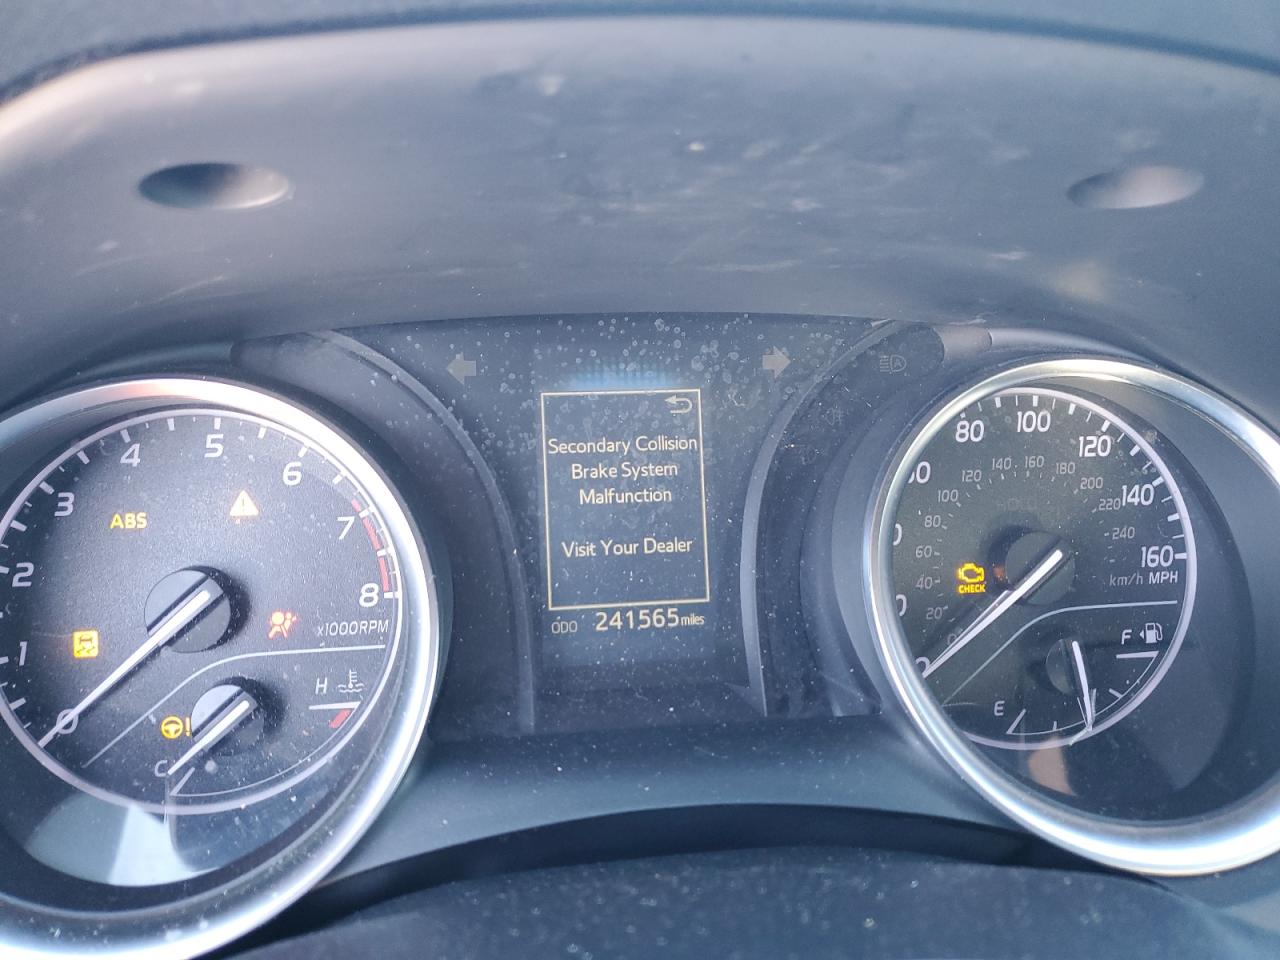 Secondary Collision
Brake System
Malfunction
Visit Your Dealer
ODO 241565 miles
0
1
2
3
4
5
6
7
8
x1000RPM
ABS
H
C
80
100
120
140
160
km/h MPH
20
40
60
80
100
120
140
160
180
200
220
240
CHECK
F
E